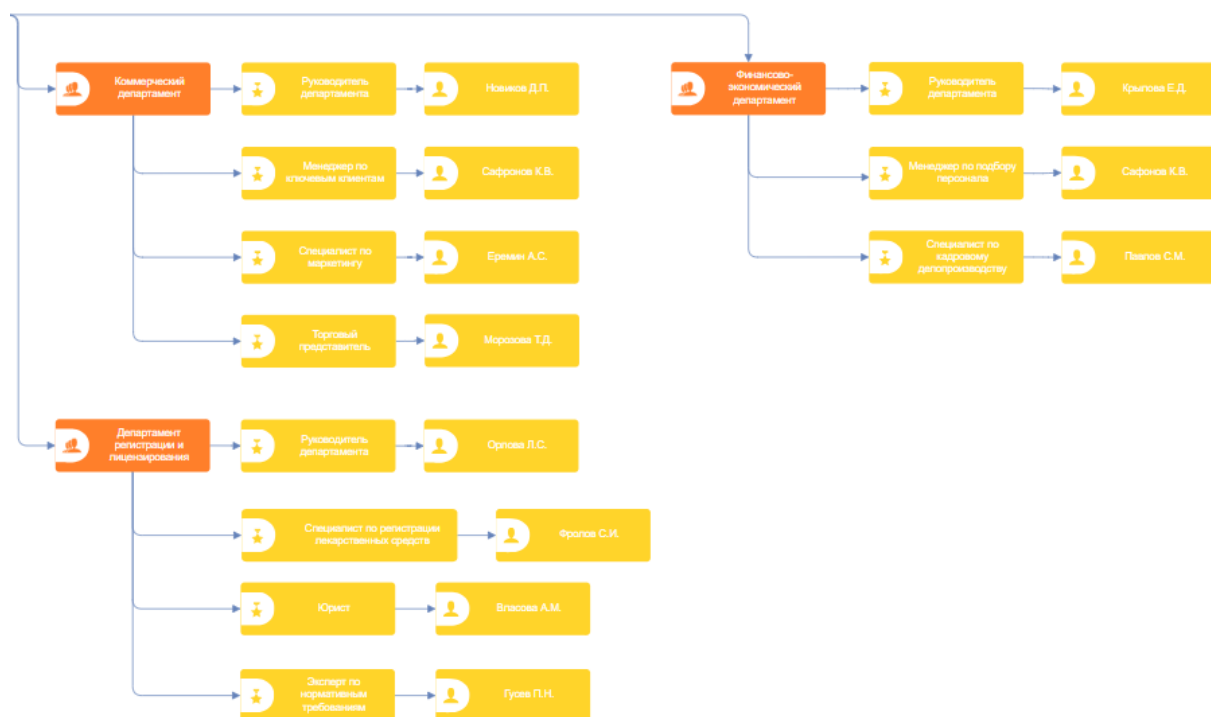 Коммерческий
департамент
Руководитель
департамента
Новиков Д.П.
Финансово-
экономический
департамент
Руководитель
департамента
Крылова Е.Д.
Менеджер по
ключевым клиентам
Сафронов К.В.
Менеджер по подбору
персонала
Сафонов К.В.
Специалист по
маркетингу
Еремин А.С.
Специалист по
кадровому
делопроизводству
Павлов С.М.
Торговый
представитель
Морозова Т.Д.
Департамент
регистрации и
лицензирования
Руководитель
департамента
Орлова Л.С.
Специалист по регистрации
лекарственных средств
Фролов С.И.
Юрист
Власова А.М.
Эксперт по
нормативным
требованиям
Гусев П.Н.